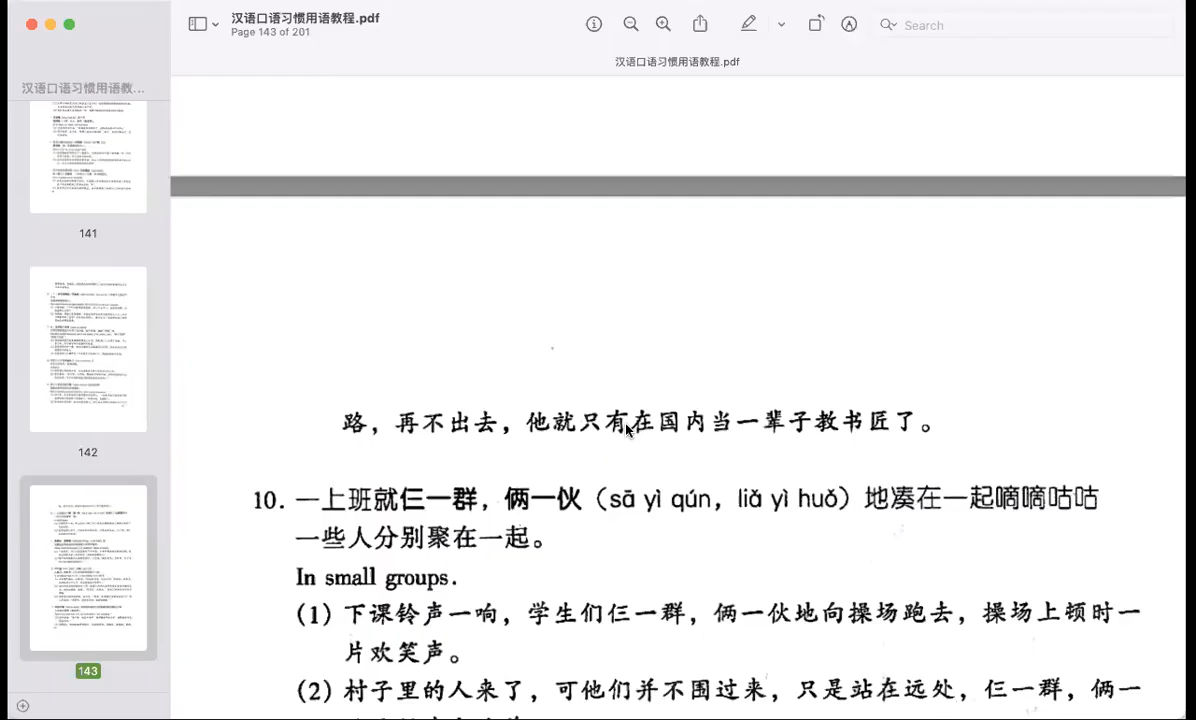 汉语口语习惯用语教程.pdf
Page 143 of 201
Search
汉语口语习惯用语教...
汉语口语习惯用语教程.pdf
141
142
143
路，再不出去，他就只有在国内当一辈子教书匠了。
10. 一上班就仨一群，俩一伙（sā yì qún，liǎ yì huǒ）地凑在一起嘀嘀咕咕
一些人分别聚在一起。
In small groups.
(1) 下课铃声一响，学生们仨一群，俩一伙地向操场跑去，操场上顿时一
片欢笑声。
(2) 村子里的人来了，可他们并不围过来，只是站在远处，仨一群，俩一